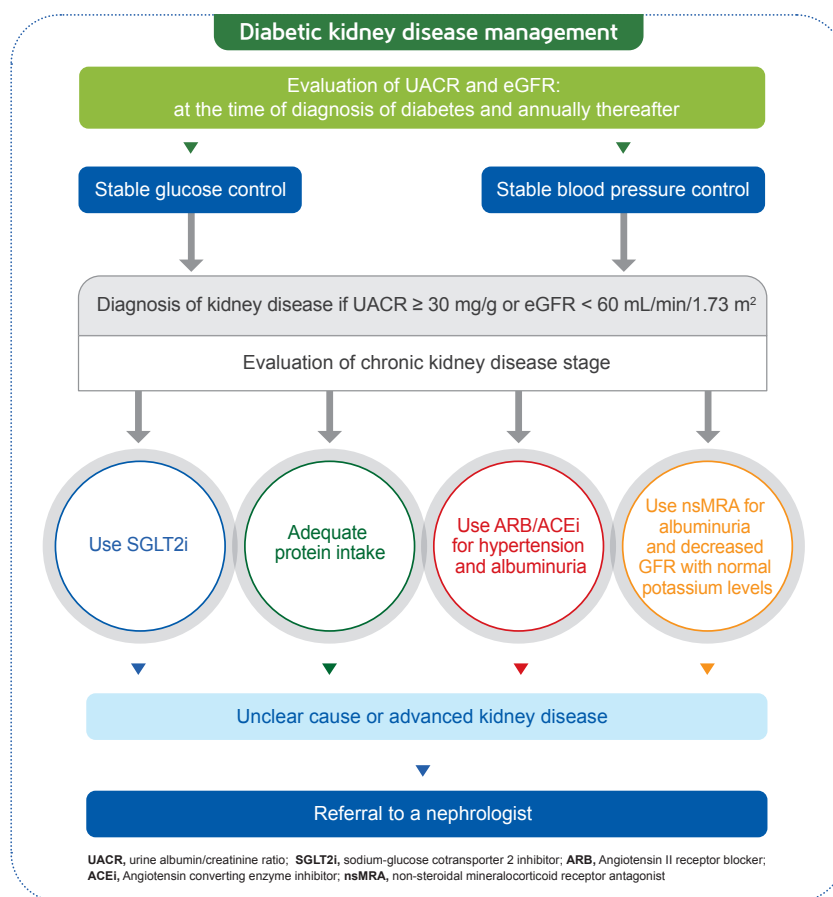 Diabetic kidney disease management
Evaluation of UACR and eGFR:
at the time of diagnosis of diabetes and annually thereafter
Stable glucose control
Stable blood pressure control
Diagnosis of kidney disease if UACR ≥ 30 mg/g or eGFR < 60 mL/min/1.73 m²
Evaluation of chronic kidney disease stage
Use SGLT2i
Adequate
protein intake
Use ARB/ACEi
for hypertension
and albuminuria
Use nsMRA for
albuminuria
and decreased
GFR with normal
potassium levels
Unclear cause or advanced kidney disease
Referral to a nephrologist
UACR, urine albumin/creatinine ratio; SGLT2i, sodium-glucose cotransporter 2 inhibitor; ARB, Angiotensin II receptor blocker;
ACEi, Angiotensin converting enzyme inhibitor; nsMRA, non-steroidal mineralocorticoid receptor antagonist